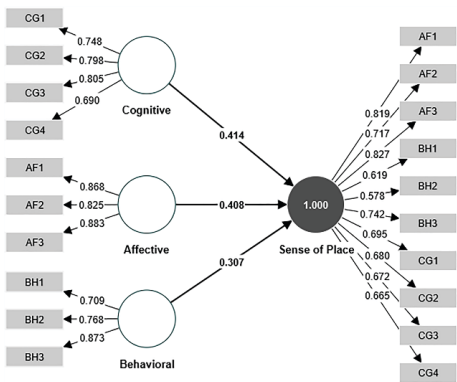 CG1
0.748
CG2
0.798
CG3
0.805
0.690
CG4
Cognitive
0.414
AF1
0.868
AF2
0.825
0.883
AF3
Affective
0.408
BH1
0.709
BH2
0.768
0.873
BH3
Behavioral
0.307
1.000
Sense of Place
AF1
AF2
0.819
AF3
0.717
0.827
BH1
0.619
BH2
0.578
0.742
BH3
0.695
CG1
0.680
0.672
CG2
0.665
CG3
CG4